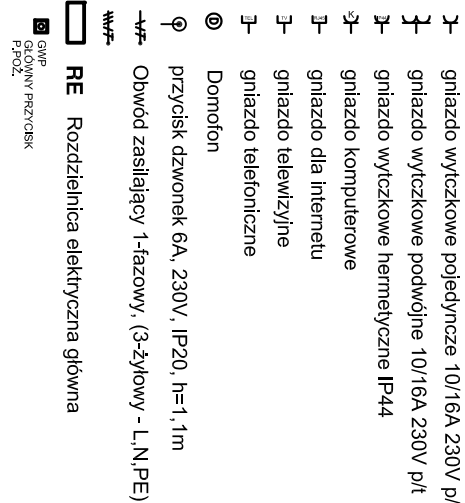 gniazdo wytczkowe pojedyncze 10/16A 230V p/
gniazdo wytczkowe podwójne 10/16A 230V p/t
gniazdo wytczkowe hermetyczne IP44
K gniazdo komputerowe
gniazdo dla internetu
TV gniazdo telewizyjne
gniazdo telefoniczne
D Domofon
przycisk dzwonek 6A, 230V, IP20, h=1,1m
Obwód zasilający 1-fazowy, (3-żyłowy - L,N,PE)
RE Rozdzielnica elektryczna główna
GWP
GŁÓWNY PRZYCISK
P.POŻ.